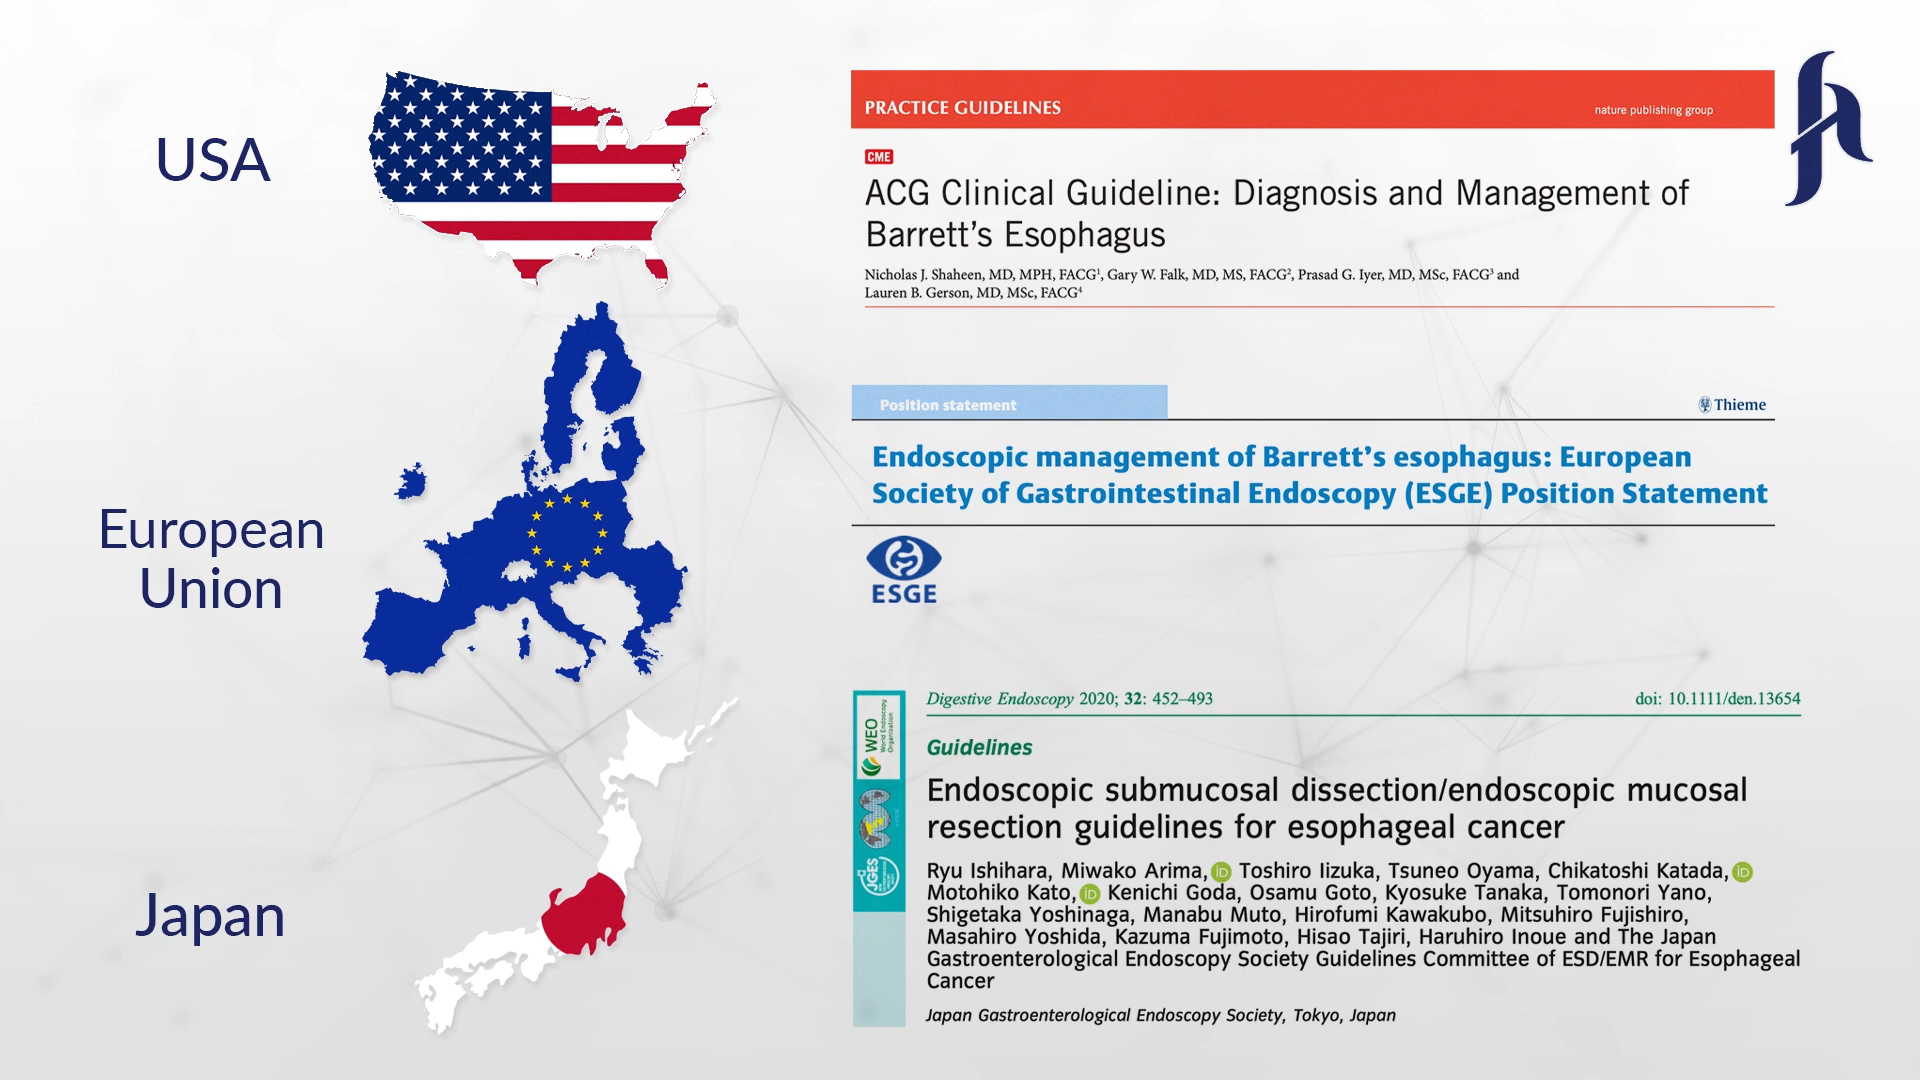 USA
PRACTICE GUIDELINES
nature publishing group
CME
ACG Clinical Guideline: Diagnosis and Management of
Barrett's Esophagus
Nicholas J. Shaheen, MD, MPH, FACG1, Gary W. Falk, MD, MS, FACG2, Prasad G. Iyer, MD, MSc, FACG3 and
Lauren B. Gerson, MD, MSc, FACG4
European
Union
Position statement
Thieme
Endoscopic management of Barrett's esophagus: European
Society of Gastrointestinal Endoscopy (ESGE) Position Statement
ESGE
Japan
Digestive Endoscopy 2020; 32: 452–493
doi: 10.1111/den.13654
WEO
World Endoscopy
Organization
JGES
Guidelines
Endoscopic submucosal dissection/endoscopic mucosal
resection guidelines for esophageal cancer
Ryu Ishihara, Miwako Arima, iD Toshiro Iizuka, Tsuneo Oyama, Chikatoshi Katada, iD
Motohiko Kato, iD Kenichi Goda, Osamu Goto, Kyosuke Tanaka, Tomonori Yano,
Shigetaka Yoshinaga, Manabu Muto, Hirofumi Kawakubo, Mitsuhiro Fujishiro,
Masahiro Yoshida, Kazuma Fujimoto, Hisao Tajiri, Haruhiro Inoue and The Japan
Gastroenterological Endoscopy Society Guidelines Committee of ESD/EMR for Esophageal
Cancer
Japan Gastroenterological Endoscopy Society, Tokyo, Japan